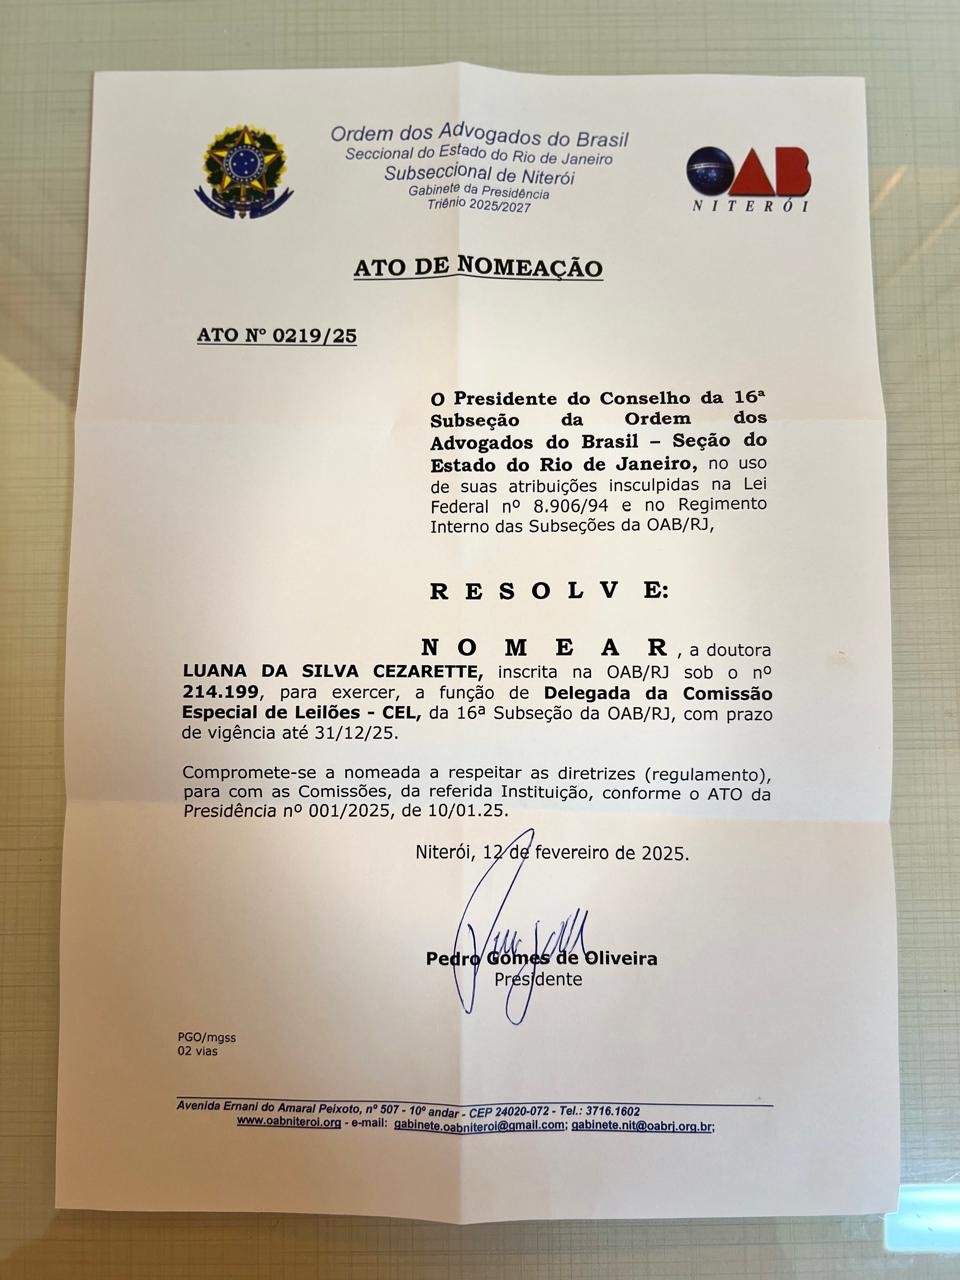 Ordem dos Advogados do Brasil
Seccional do Estado do Rio de Janeiro
Subseccional de Niterói
Gabinete da Presidência
Triênio 2025/2027
OAB
NITERÓI
ATO DE NOMEAÇÃO
ATO Nº 0219/25
O Presidente do Conselho da 16ª
Subseção da Ordem dos
Advogados do Brasil – Seção do
Estado do Rio de Janeiro, no uso
de suas atribuições insculpidas na Lei
Federal nº 8.906/94 e no Regimento
Interno das Subseções da OAB/RJ,
R E S O L V E:
N O M E A R, a doutora
LUANA DA SILVA CEZARETTE, inscrita na OAB/RJ sob o nº
214.199, para exercer, a função de Delegada da Comissão
Especial de Leilões - CEL, da 16ª Subseção da OAB/RJ, com prazo
de vigência até 31/12/25.
Compromete-se a nomeada a respeitar as diretrizes (regulamento),
para com as Comissões, da referida Instituição, conforme o ATO da
Presidência nº 001/2025, de 10/01.25.
Niterói, 12 de fevereiro de 2025.
Pedro Gomes de Oliveira
Presidente
PGO/mgss
02 vias
Avenida Ernani do Amaral Peixoto, nº 507 - 10º andar - CEP 24020-072 - Tel.: 3716.1602
www.oabniteroi.org - e-mail: gabinete.oabniteroi@gmail.com; gabinete.nit@oabrj.org.br;